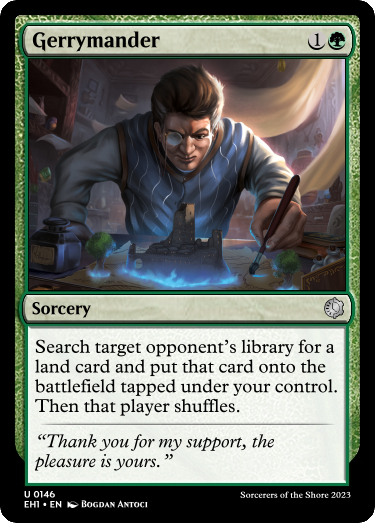 Gerrymander 1
Sorcery
Search target opponent's library for a
land card and put that card onto the
battlefield tapped under your control.
Then that player shuffles.
“Thank you for my support, the
pleasure is yours.”
U 0146
EH1 • EN Bogdan Antoci
Sorcerers of the Shore 2023